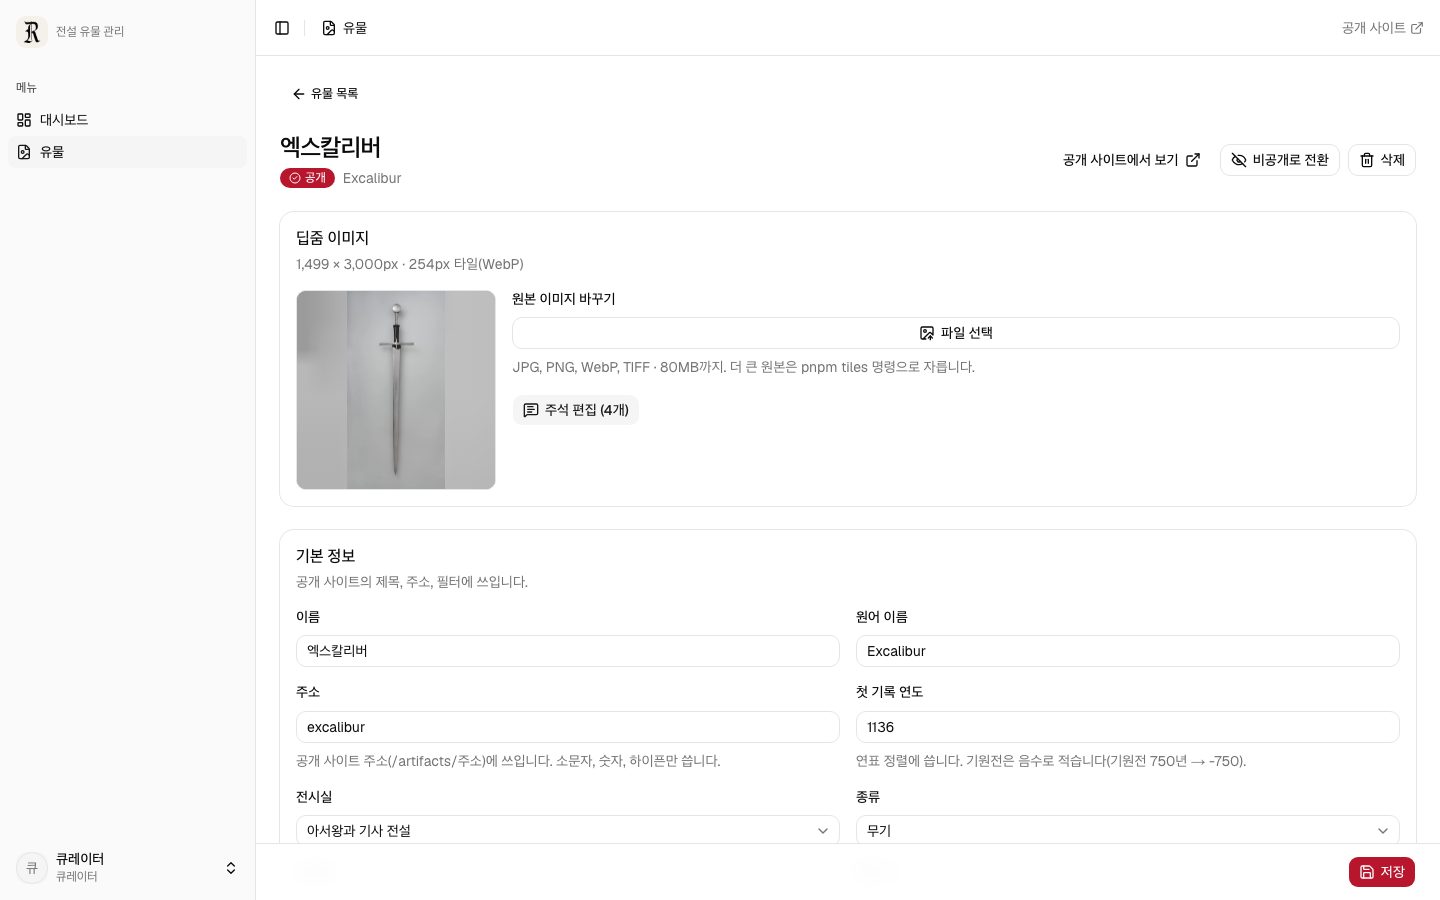 R 전설 유물 관리
메뉴
대시보드
유물
큐 큐레이터
큐레이터
유물
공개 사이트
유물 목록
엑스칼리버
공개 Excalibur
공개 사이트에서 보기 비공개로 전환 삭제
딥줌 이미지
1,499 × 3,000px · 254px 타일(WebP)
원본 이미지 바꾸기
파일 선택
JPG, PNG, WebP, TIFF · 80MB까지. 더 큰 원본은 pnpm tiles 명령으로 자릅니다.
주석 편집 (4개)
기본 정보
공개 사이트의 제목, 주소, 필터에 쓰입니다.
이름
엑스칼리버
원어 이름
Excalibur
주소
excalibur
공개 사이트 주소(/artifacts/주소)에 쓰입니다. 소문자, 숫자, 하이픈만 씁니다.
첫 기록 연도
1136
연표 정렬에 씁니다. 기원전은 음수로 적습니다(기원전 750년 → -750).
전시실
아서왕과 기사 전설
종류
무기
저장